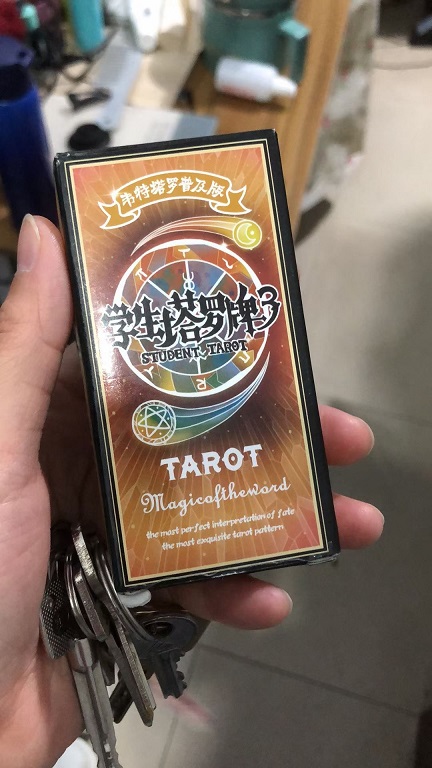 韦特塔罗普及版
学生塔罗牌3
STUDENT TAROT
TAROT
Magicoftheword
the most perfect interpretation of fate
the most exquisite tarot pattern